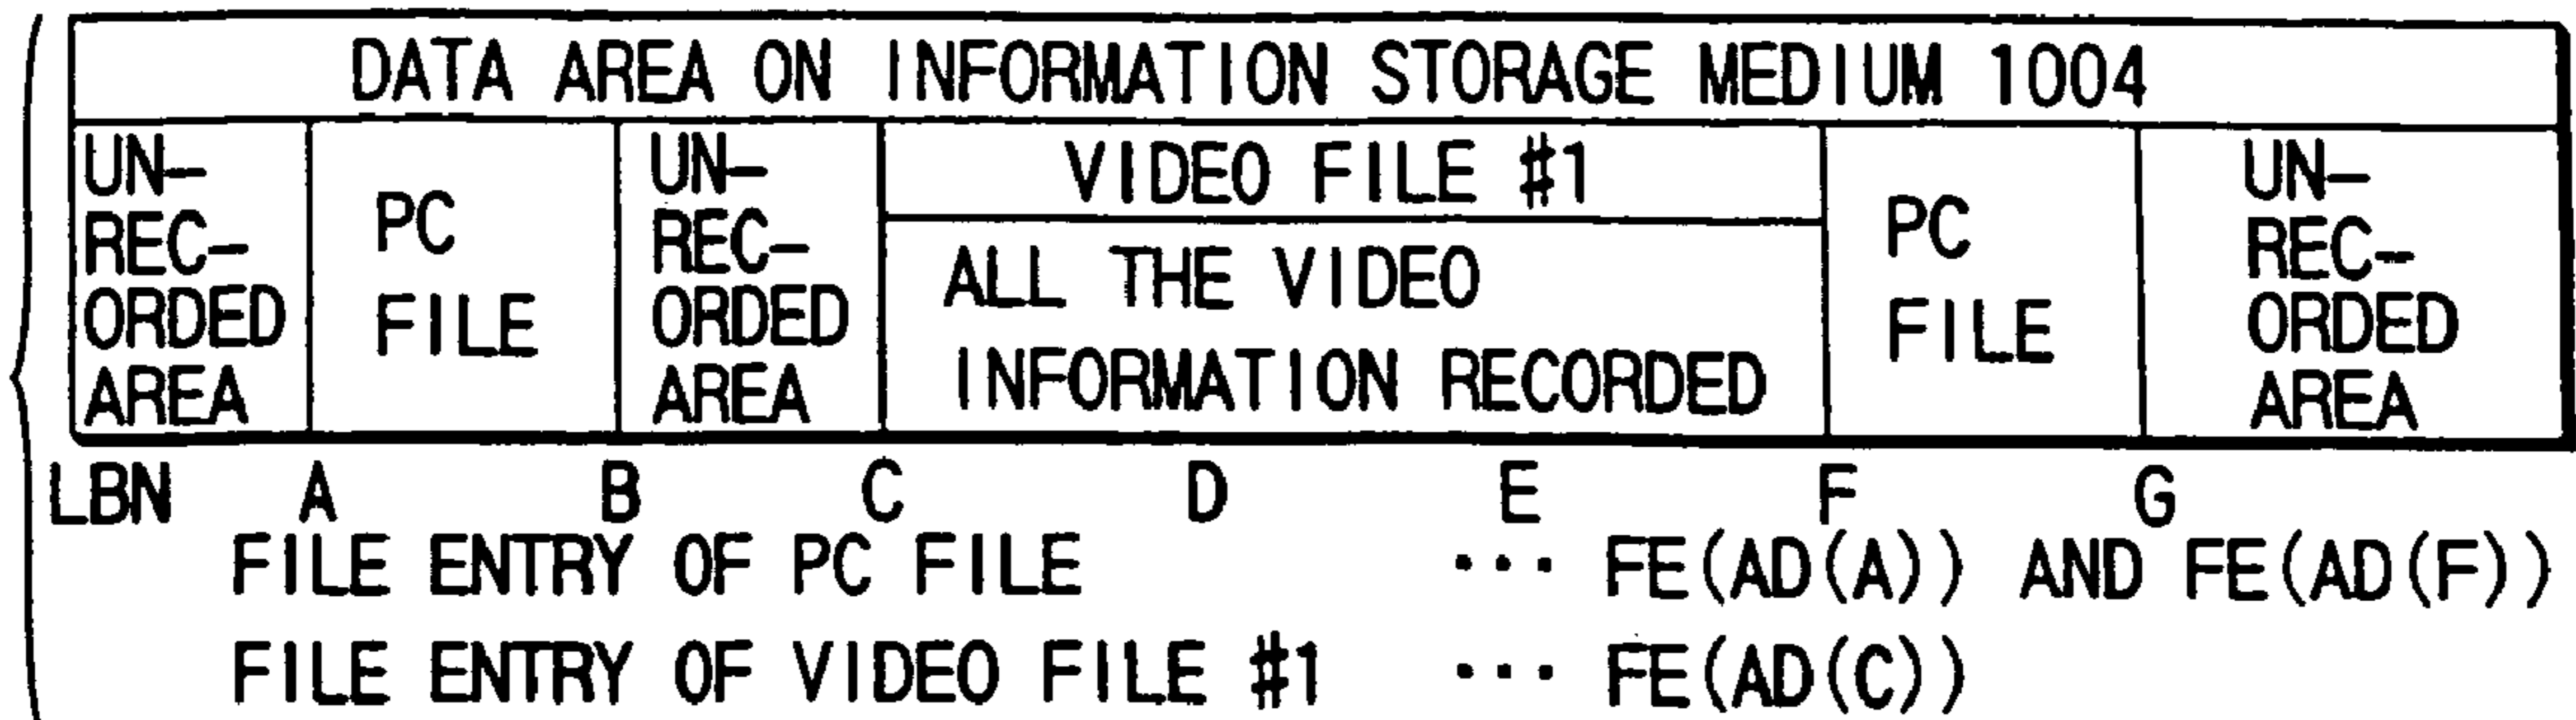 DATA AREA ON INFORMATION STORAGE MEDIUM 1004
UN-
REC-
ORDED
AREA
PC
FILE
UN-
REC-
ORDED
AREA
VIDEO FILE #1
ALL THE VIDEO
INFORMATION RECORDED
PC
FILE
UN-
REC-
ORDED
AREA
LBN A B C D E F G
FILE ENTRY OF PC FILE ··· FE(AD(A)) AND FE(AD(F))
FILE ENTRY OF VIDEO FILE #1 ··· FE(AD(C))